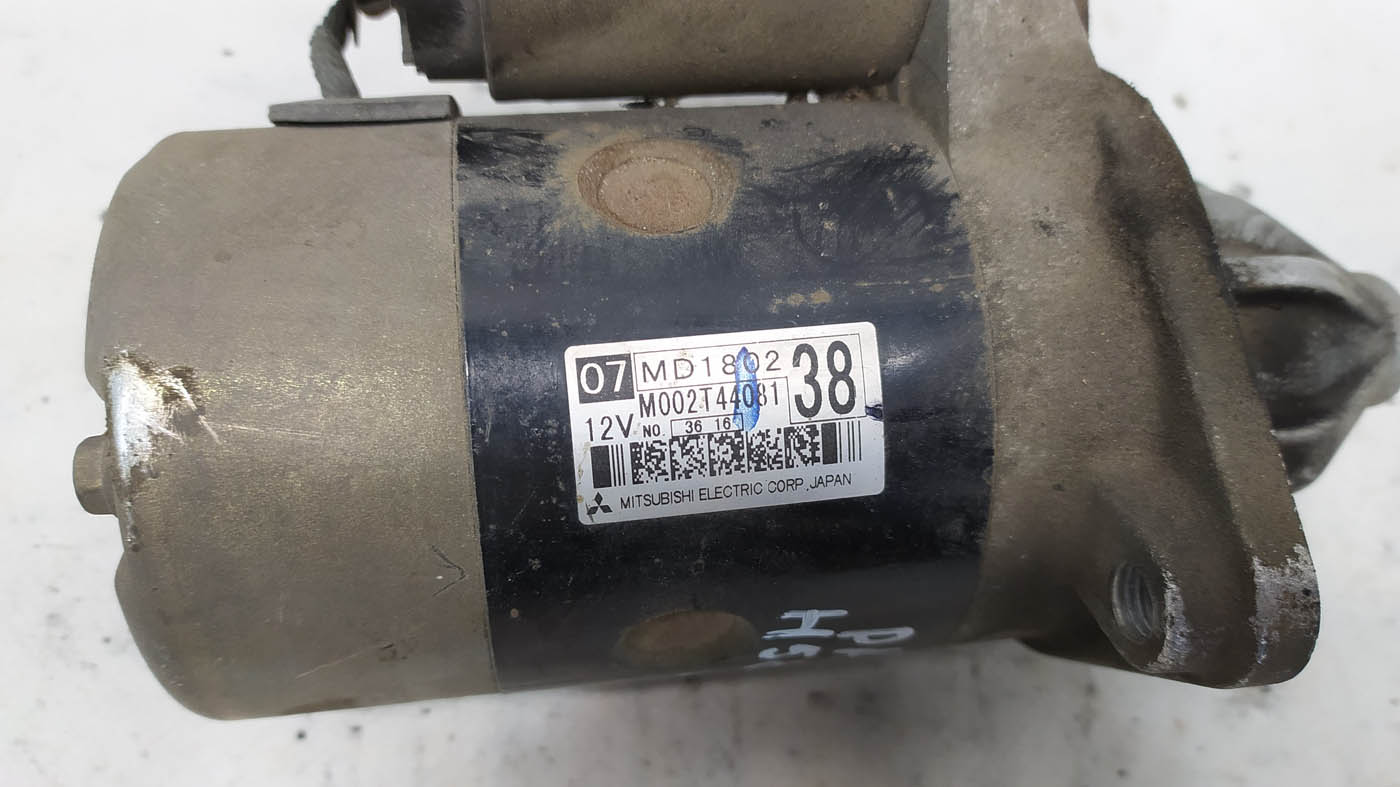 07 MD1802 38
M002T44081
12V NO. 36 16
MITSUBISHI ELECTRIC CORP., JAPAN